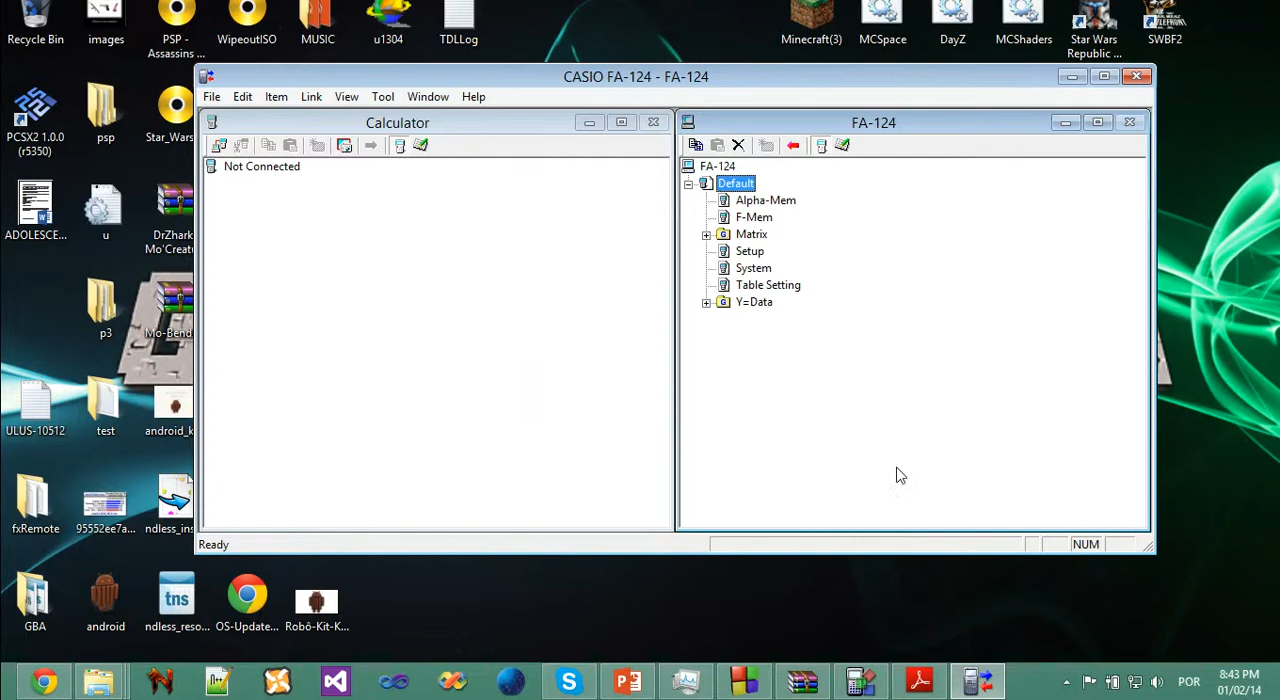 Recycle Bin
images
PSP -
Assassins ...
WipeoutISO
MUSIC
u1304
TDLLog
Minecraft(3)
MCSpace
DayZ
MCShaders
Star Wars
Republic ...
SWBF2
CASIO FA-124 - FA-124
File Edit Item Link View Tool Window Help
Calculator
Not Connected
FA-124
FA-124
Default
Alpha-Mem
F-Mem
Matrix
Setup
System
Table Setting
Y=Data
Ready
NUM
PCSX2 1.0.0
(r5350)
psp
Star_Wars
ADOLESCE...
u
DrZhark
Mo'Creatu
p3
Mo-Bend
ULUS-10512
test
android_k
fxRemote
95552ee7a...
ndless_ins
GBA
android
tns
ndless_reso...
OS-Update...
Robô-Kit-K...
POR
8:43 PM
01/02/14